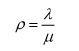 ρ = λ/μ